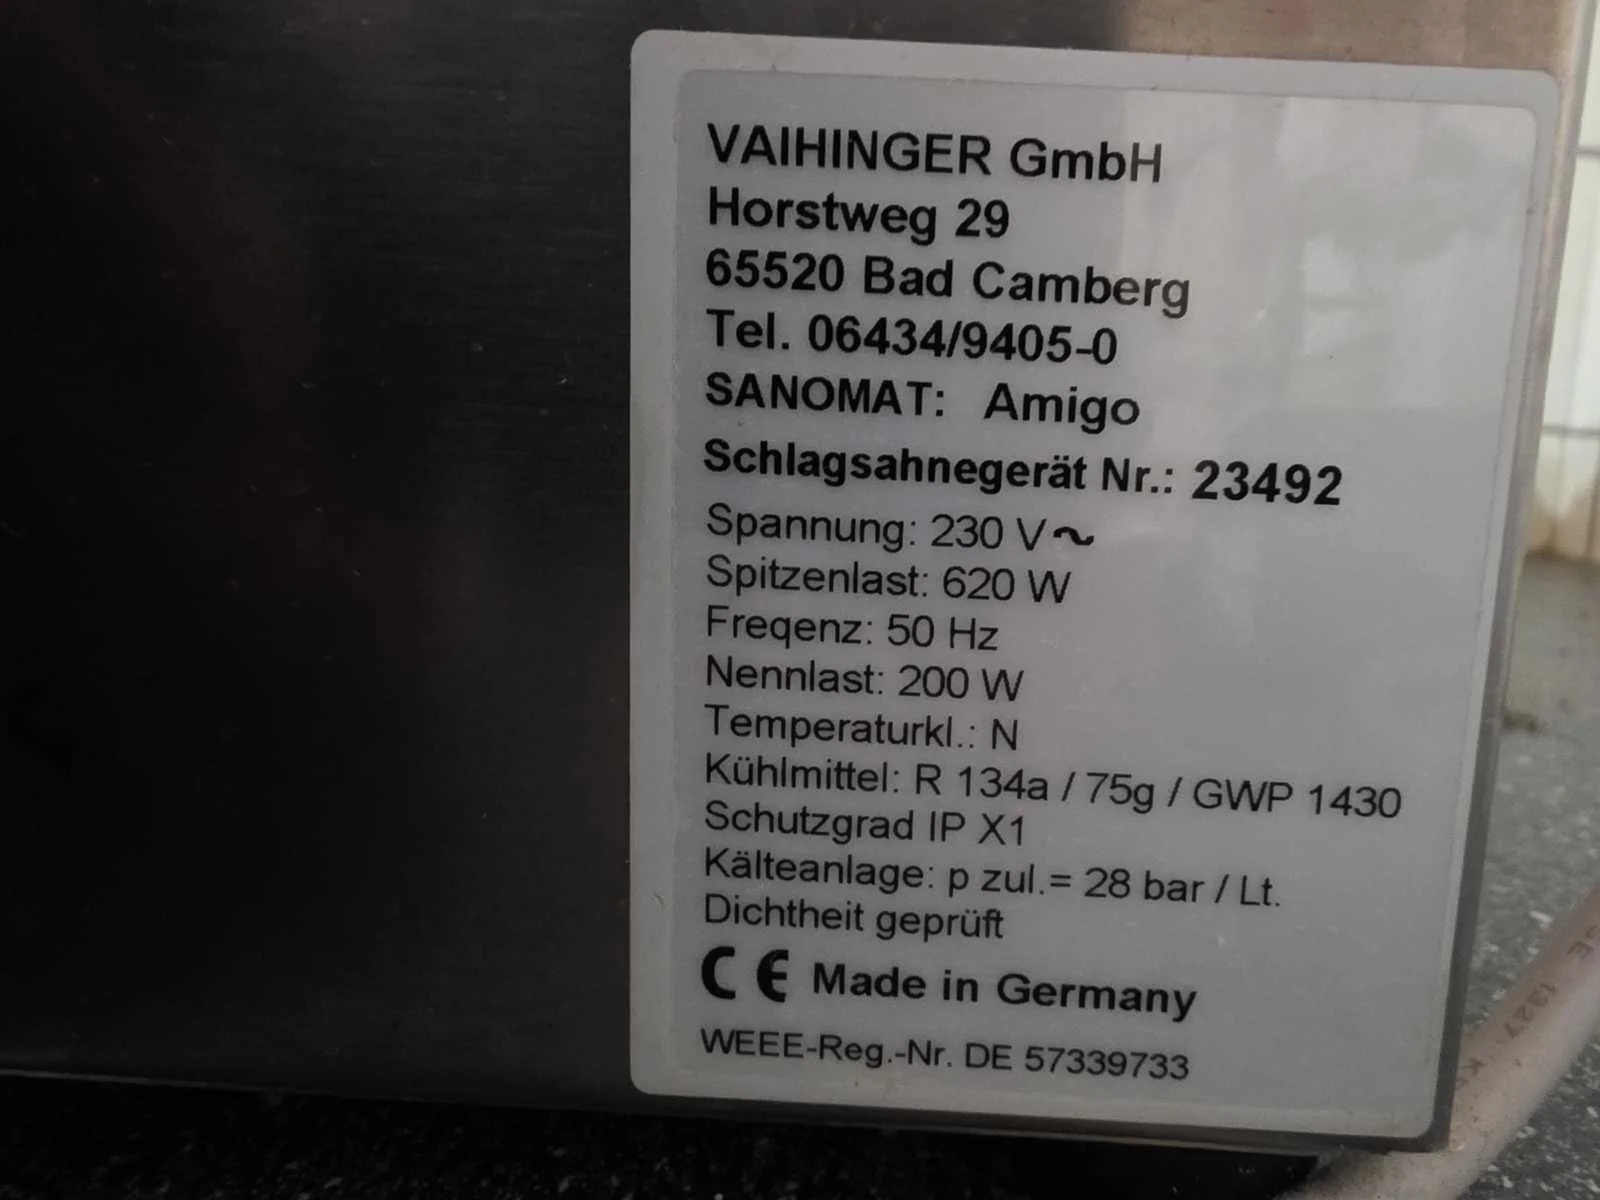 VAIHINGER GmbH
Horstweg 29
65520 Bad Camberg
Tel. 06434/9405-0
SANOMAT: Amigo
Schlagsahnegerät Nr.: 23492
Spannung: 230 V~
Spitzenlast: 620 W
Freqenz: 50 Hz
Nennlast: 200 W
Temperaturkl.: N
Kühlmittel: R 134a / 75g / GWP 1430
Schutzgrad IP X1
Kälteanlage: p zul.= 28 bar / Lt.
Dichtheit geprüft
CE Made in Germany
WEEE-Reg.-Nr. DE 57339733
1327